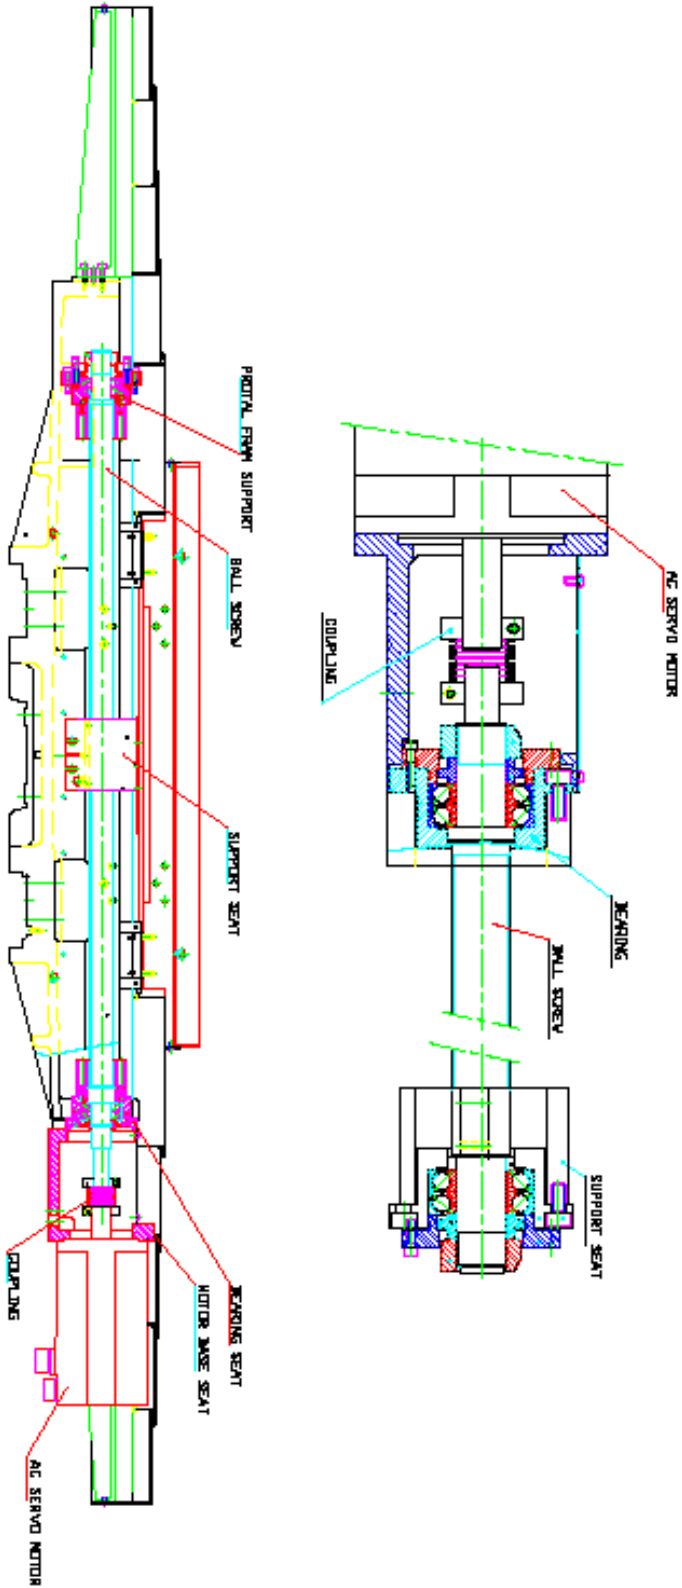 AC SERVO MOTOR
COUPLING
BEARING
BALL SCREW
SUPPORT SEAT
PROTAL FRAM SUPPORT
BALL SCREW
SUPPORT SEAT
BEARING SEAT
MOTOR BASE SEAT
COUPLING
AC SERVO MOTOR